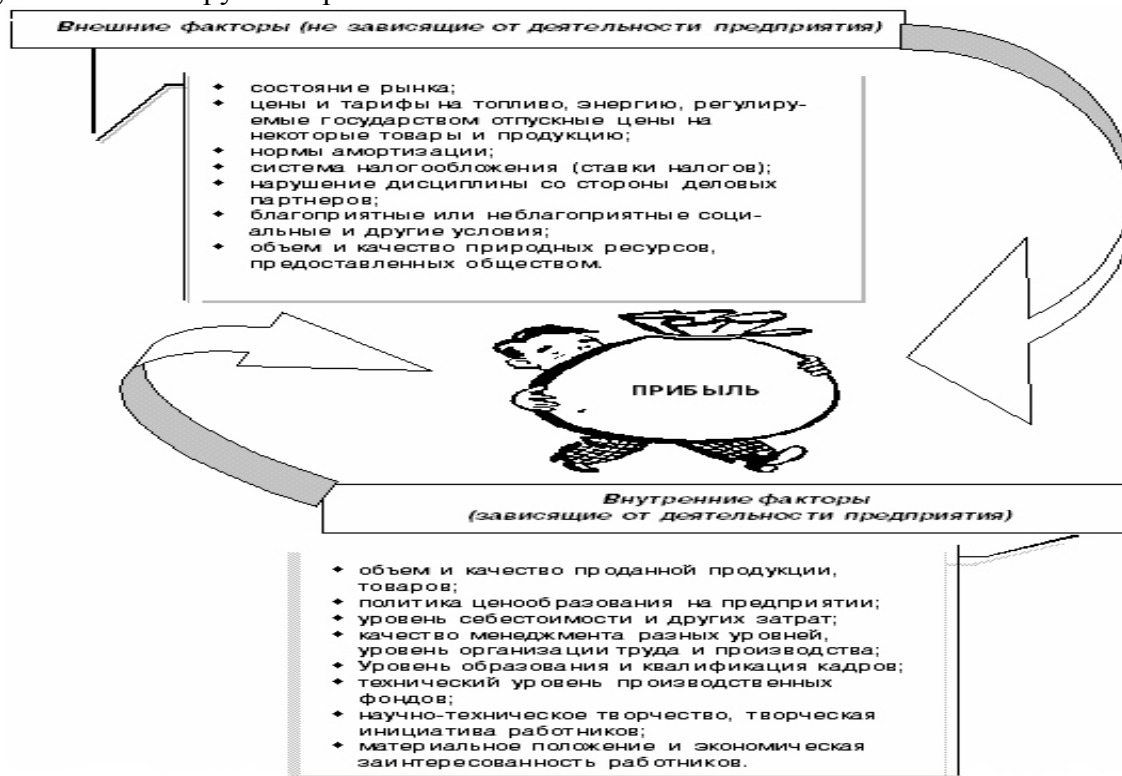 Внешние факторы (не зависящие от деятельности предприятия)
состояние рынка;
цены и тарифы на топливо, энергию, регулиру-
емые государством отпускные цены на
некоторые товары и продукцию;
нормы амортизации;
система налогообложения (ставки налогов);
нарушение дисциплины со стороны деловых
партнеров;
благоприятные или неблагоприятные соци-
альные и другие условия;
объем и качество природных ресурсов,
предоставленных обществом.
ПРИБЫЛЬ
Внутренние факторы
(зависящие от деятельности предприятия)
объем и качество проданной продукции,
товаров;
политика ценообразования на предприятии;
уровень себестоимости и других затрат;
качество менеджмента разных уровней,
уровень организации труда и производства;
Уровень образования и квалификация кадров;
технический уровень производственных
фондов;
научно-техническое творчество, творческая
инициатива работников;
материальное положение и экономическая
заинтересованность работников.